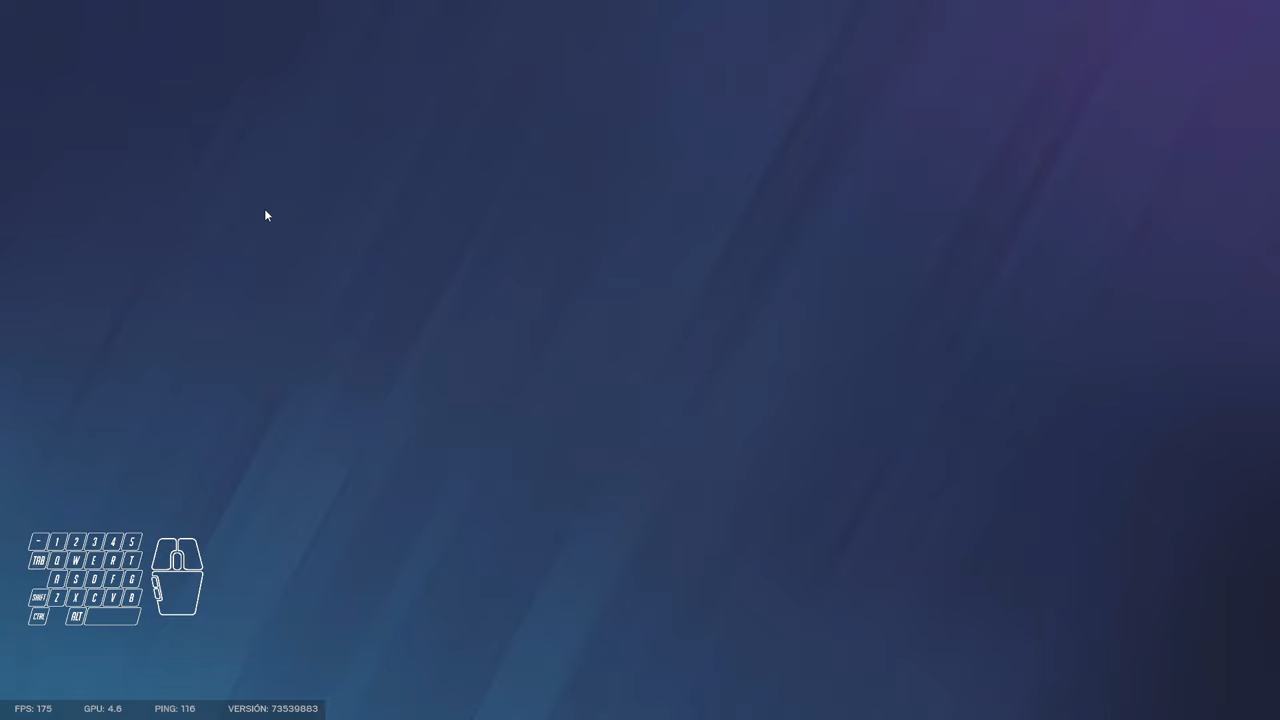 ~ 1 2 3 4 5
TAB Q W E R T
A S D F G
SHIFT Z X C V B
CTRL ALT
FPS: 175 GPU: 4.6 PING: 116 VERSIÓN: 73539883